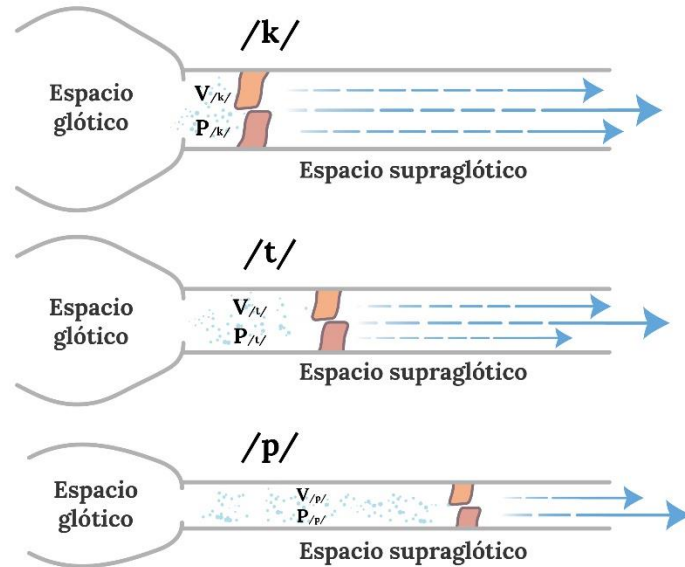 /k/
Espacio
glótico
V/k/
P/k/
Espacio supraglótico
/t/
Espacio
glótico
V/t/
P/t/
Espacio supraglótico
/p/
Espacio
glótico
V/p/
P/p/
Espacio supraglótico